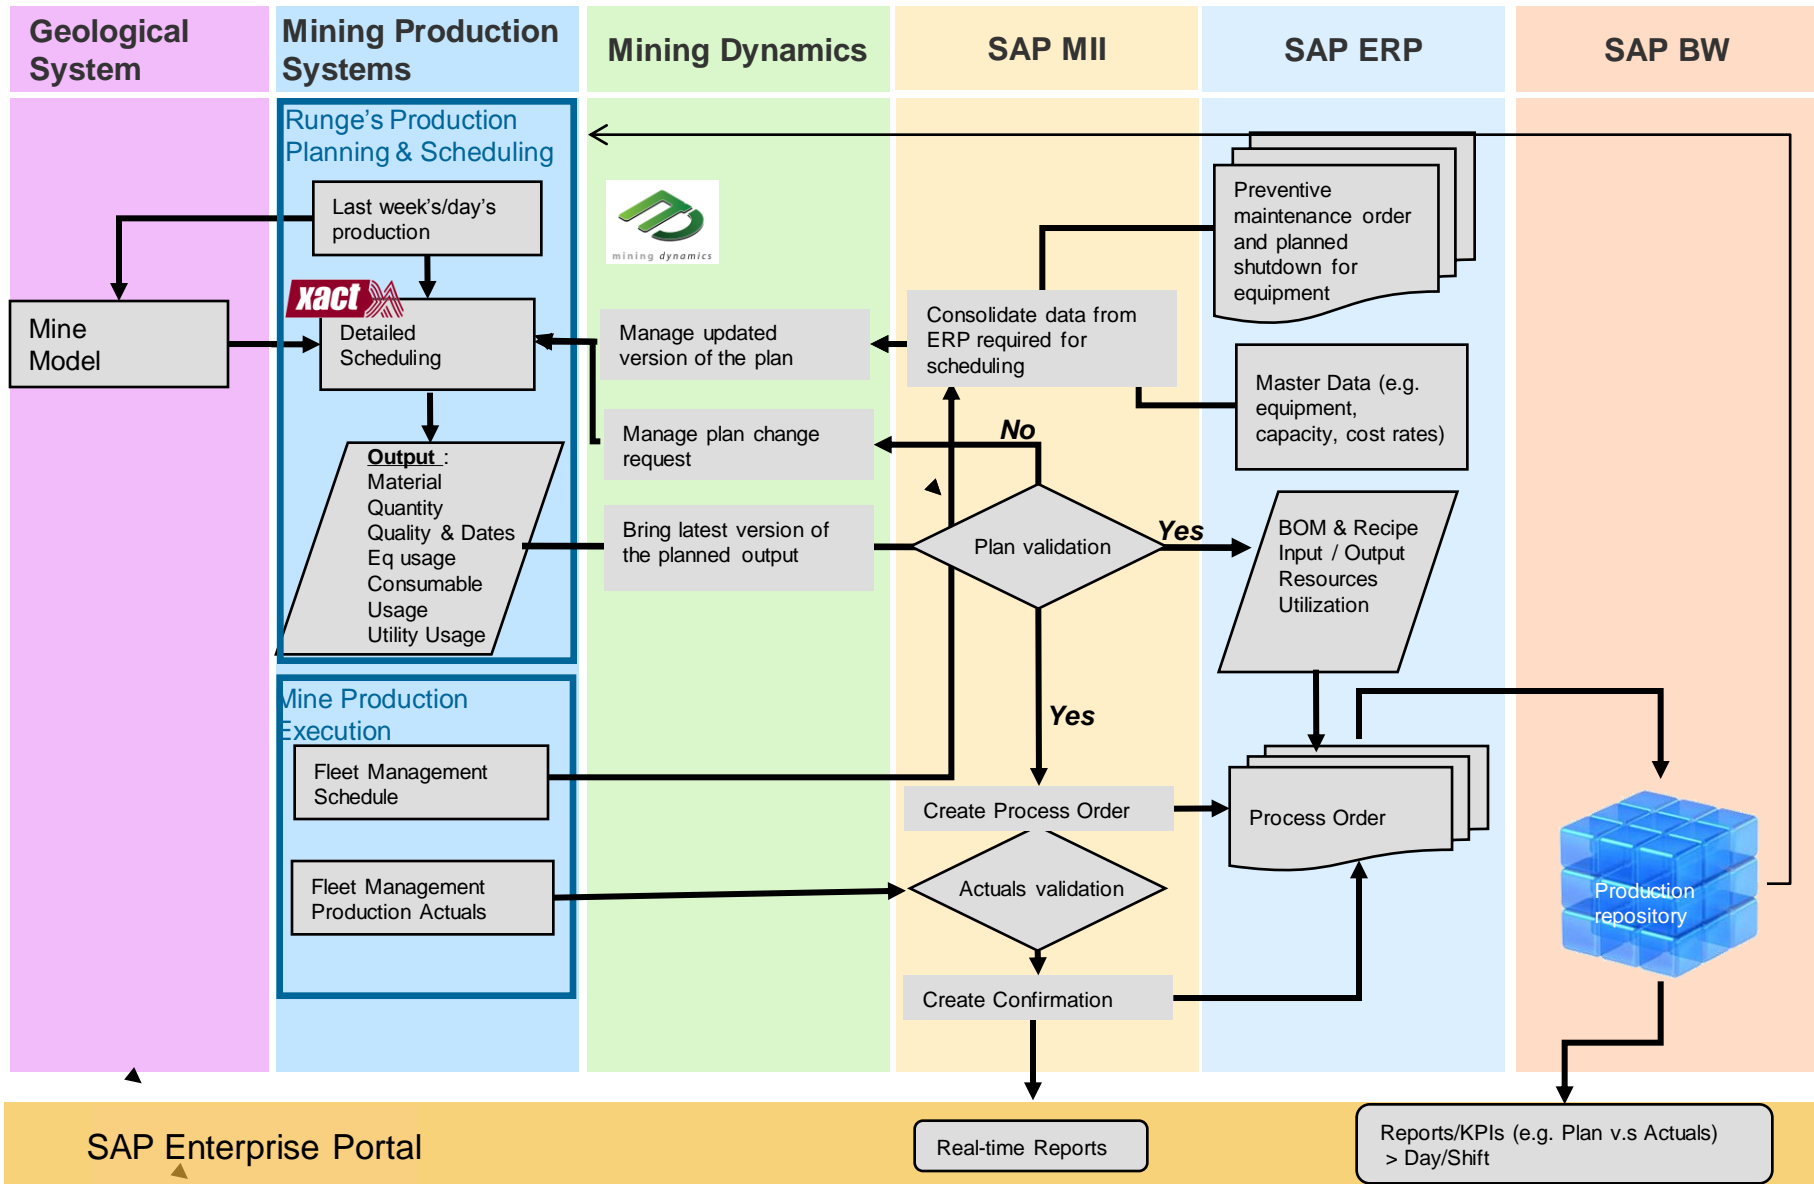 Geological
System
Mining Production
Systems
Mining Dynamics
SAP MII
SAP ERP
SAP BW
Runge's Production
Planning & Scheduling
Last week's/day's
production
xact
Detailed
Scheduling
Mine
Model
Output :
Material
Quantity
Quality & Dates
Eq usage
Consumable
Usage
Utility Usage
Mine Production
Execution
Fleet Management
Schedule
Fleet Management
Production Actuals
mining dynamics
Manage updated
version of the plan
Manage plan change
request
Bring latest version of
the planned output
Consolidate data from
ERP required for
scheduling
No
Plan validation
Yes
Yes
Create Process Order
Actuals validation
Create Confirmation
Preventive
maintenance order
and planned
shutdown for
equipment
Master Data (e.g.
equipment,
capacity, cost rates)
BOM & Recipe
Input / Output
Resources
Utilization
Process Order
Production
repository
SAP Enterprise Portal
Real-time Reports
Reports/KPIs (e.g. Plan v.s Actuals)
> Day/Shift